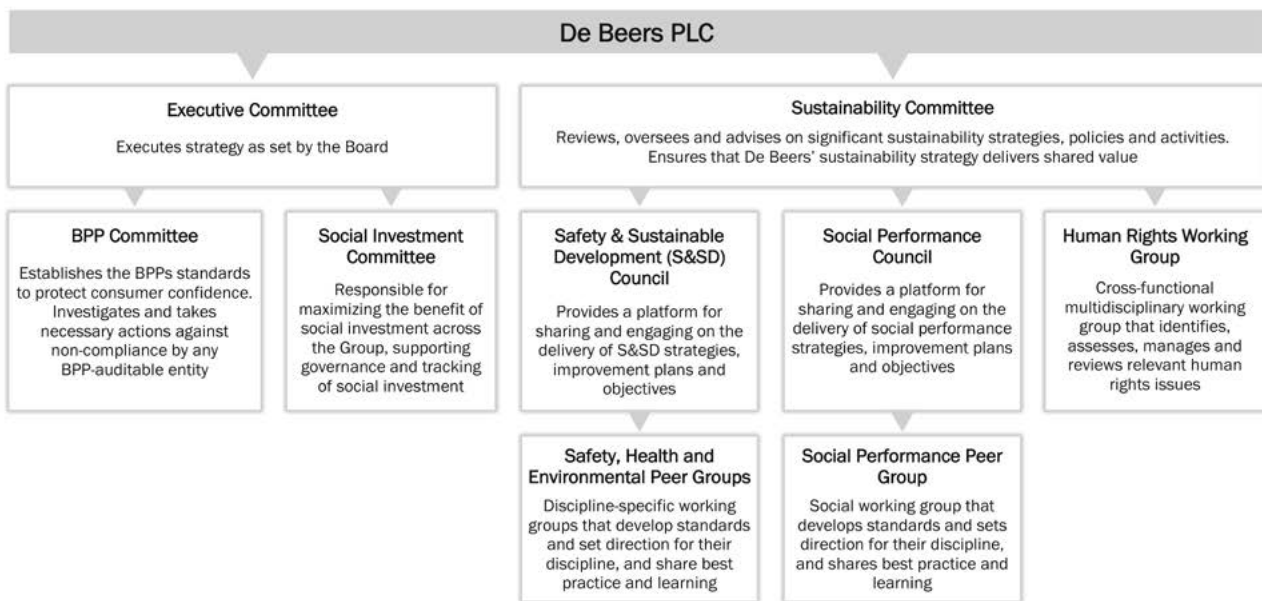 De Beers PLC
Executive Committee
Executes strategy as set by the Board
Sustainability Committee
Reviews, oversees and advises on significant sustainability strategies, policies and activities.
Ensures that De Beers' sustainability strategy delivers shared value
BPP Committee
Establishes the BPPs standards
to protect consumer confidence.
Investigates and takes
necessary actions against
non-compliance by any
BPP-auditable entity
Social Investment
Committee
Responsible for
maximizing the benefit of
social investment across
the Group, supporting
governance and tracking
of social investment
Safety & Sustainable
Development (S&SD)
Council
Provides a platform for
sharing and engaging on the
delivery of S&SD strategies,
improvement plans and
objectives
Social Performance
Council
Provides a platform for
sharing and engaging on the
delivery of social performance
strategies, improvement plans
and objectives
Human Rights Working
Group
Cross-functional
multidisciplinary working
group that identifies,
assesses, manages and
reviews relevant human
rights issues
Safety, Health and
Environmental Peer Groups
Discipline-specific working
groups that develop standards
and set direction for their
discipline, and share best
practice and learning
Social Performance Peer
Group
Social working group that
develops standards and sets
direction for their discipline,
and shares best practice and
learning